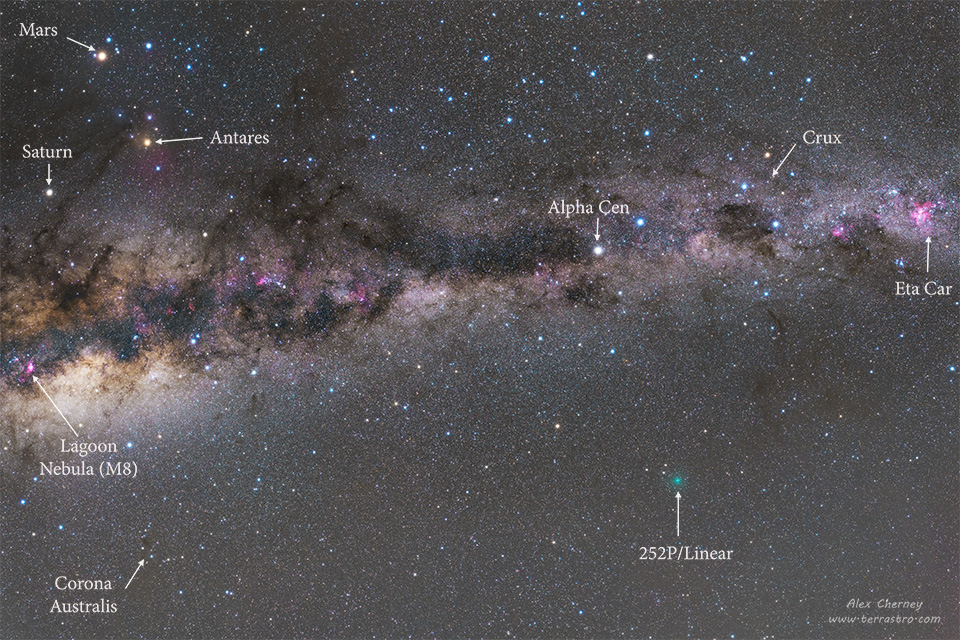 Mars
Antares
Saturn
Crux
Alpha Cen
Eta Car
Lagoon
Nebula (M8)
252P/Linear
Corona
Australis
Alex Cherney
www.terrastro.com